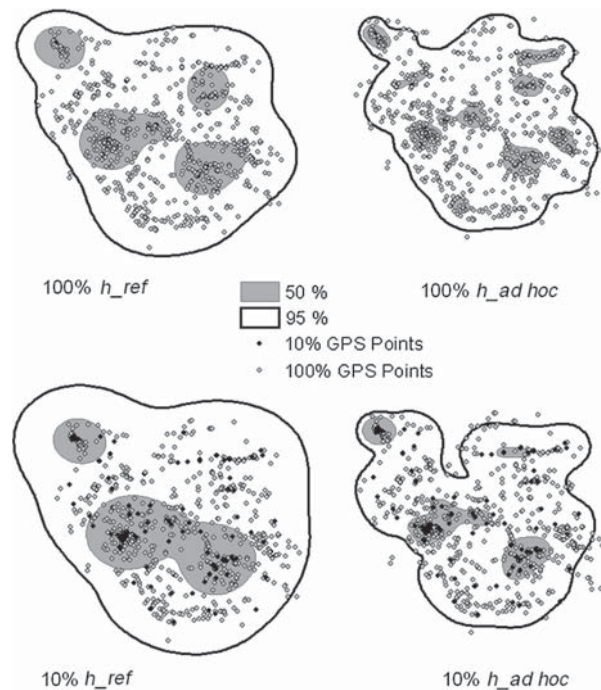 100% h_ref
100% h_ad hoc
50 %
95 %
10% GPS Points
100% GPS Points
10% h_ref
10% h_ad hoc